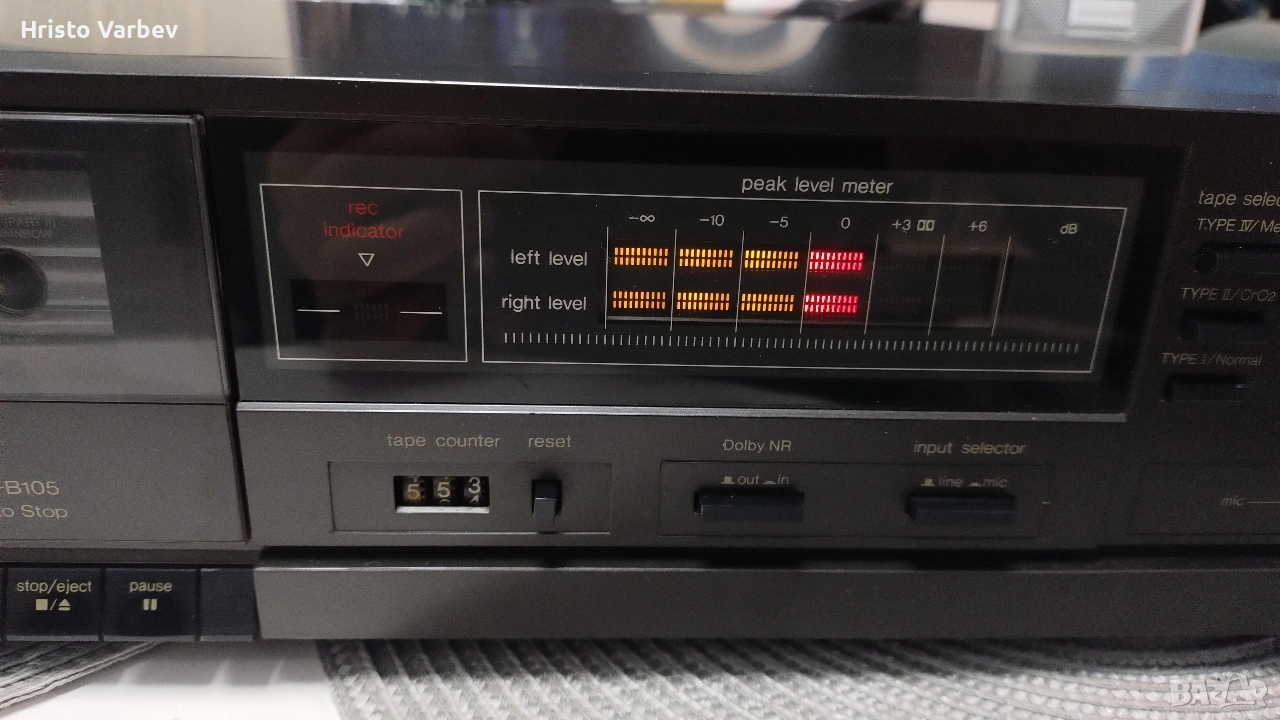 Hristo Varbev
peak level meter
rec
indicator
-∞ -10 -5 0 +3 +6 dB
left level
right level
tape selec
TYPE IV/Me
TYPE II/CrO2
TYPE I/Normal
tape counter reset
Dolby NR
input selector
out in
line mic
5 5 3
-B105
to Stop
mic
stop/eject
pause
BAZAR